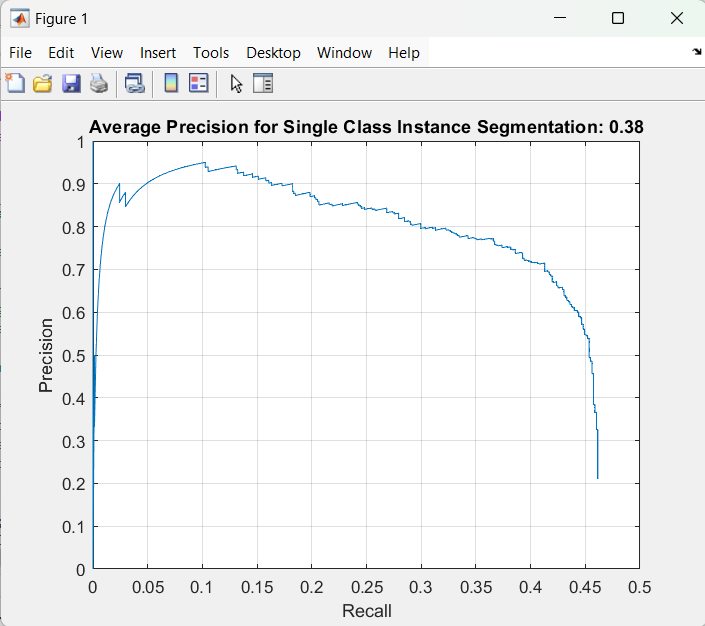 Figure 1
File Edit View Insert Tools Desktop Window Help
Average Precision for Single Class Instance Segmentation: 0.38
1
0.9
0.8
0.7
0.6
0.5
0.4
0.3
0.2
0.1
0
Precision
0 0.05 0.1 0.15 0.2 0.25 0.3 0.35 0.4 0.45 0.5
Recall